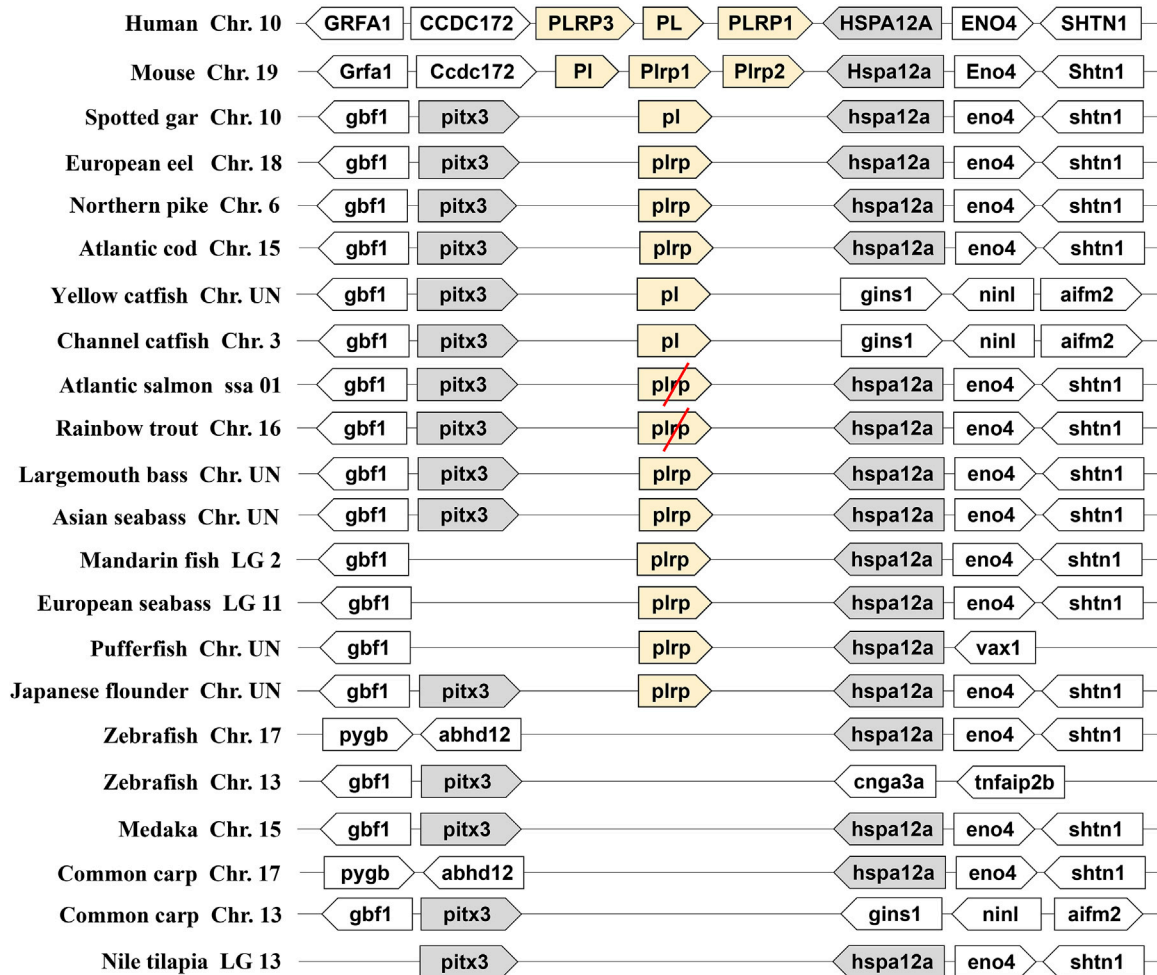 Human Chr. 10 GRFA1 CCDC172 PLRP3 PL PLRP1 HSPA12A ENO4 SHTN1
Mouse Chr. 19 Grfa1 Ccdc172 Pl Plrp1 Plrp2 Hspa12a Eno4 Shtn1
Spotted gar Chr. 10 gbf1 pitx3 pl hspa12a eno4 shtn1
European eel Chr. 18 gbf1 pitx3 plrp hspa12a eno4 shtn1
Northern pike Chr. 6 gbf1 pitx3 plrp hspa12a eno4 shtn1
Atlantic cod Chr. 15 gbf1 pitx3 plrp hspa12a eno4 shtn1
Yellow catfish Chr. UN gbf1 pitx3 pl gins1 ninl aifm2
Channel catfish Chr. 3 gbf1 pitx3 pl gins1 ninl aifm2
Atlantic salmon ssa 01 gbf1 pitx3 plrp hspa12a eno4 shtn1
Rainbow trout Chr. 16 gbf1 pitx3 plrp hspa12a eno4 shtn1
Largemouth bass Chr. UN gbf1 pitx3 plrp hspa12a eno4 shtn1
Asian seabass Chr. UN gbf1 pitx3 plrp hspa12a eno4 shtn1
Mandarin fish LG 2 gbf1 plrp hspa12a eno4 shtn1
European seabass LG 11 gbf1 plrp hspa12a eno4 shtn1
Pufferfish Chr. UN gbf1 plrp hspa12a vax1
Japanese flounder Chr. UN gbf1 pitx3 plrp hspa12a eno4 shtn1
Zebrafish Chr. 17 pygb abhd12 hspa12a eno4 shtn1
Zebrafish Chr. 13 gbf1 pitx3 cnga3a tnfaip2b
Medaka Chr. 15 gbf1 pitx3 hspa12a eno4 shtn1
Common carp Chr. 17 pygb abhd12 hspa12a eno4 shtn1
Common carp Chr. 13 gbf1 pitx3 gins1 ninl aifm2
Nile tilapia LG 13 pitx3 hspa12a eno4 shtn1